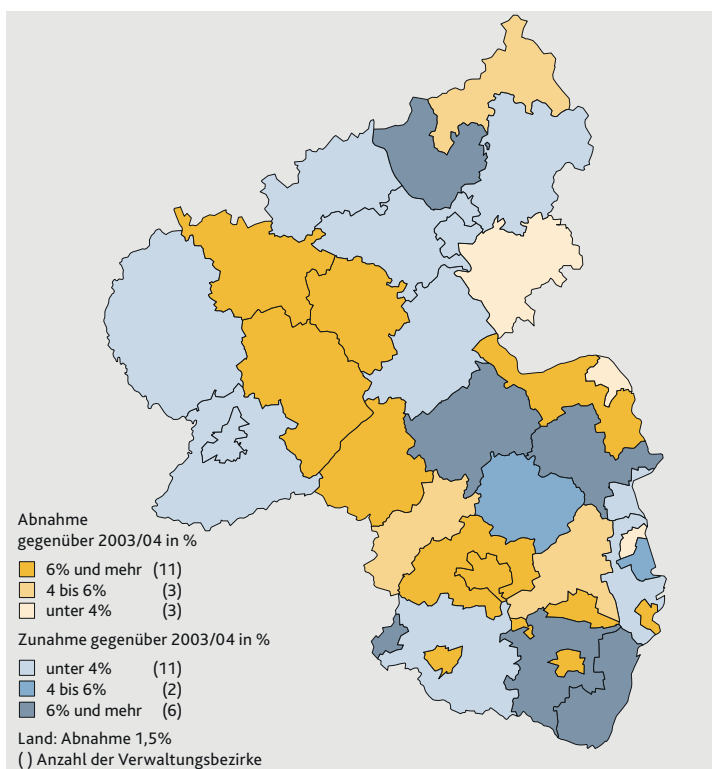 Abnahme
gegenüber 2003/04 in %
6% und mehr (11)
4 bis 6% (3)
unter 4% (3)
Zunahme gegenüber 2003/04 in %
unter 4% (11)
4 bis 6% (2)
6% und mehr (6)
Land: Abnahme 1,5%
( ) Anzahl der Verwaltungsbezirke